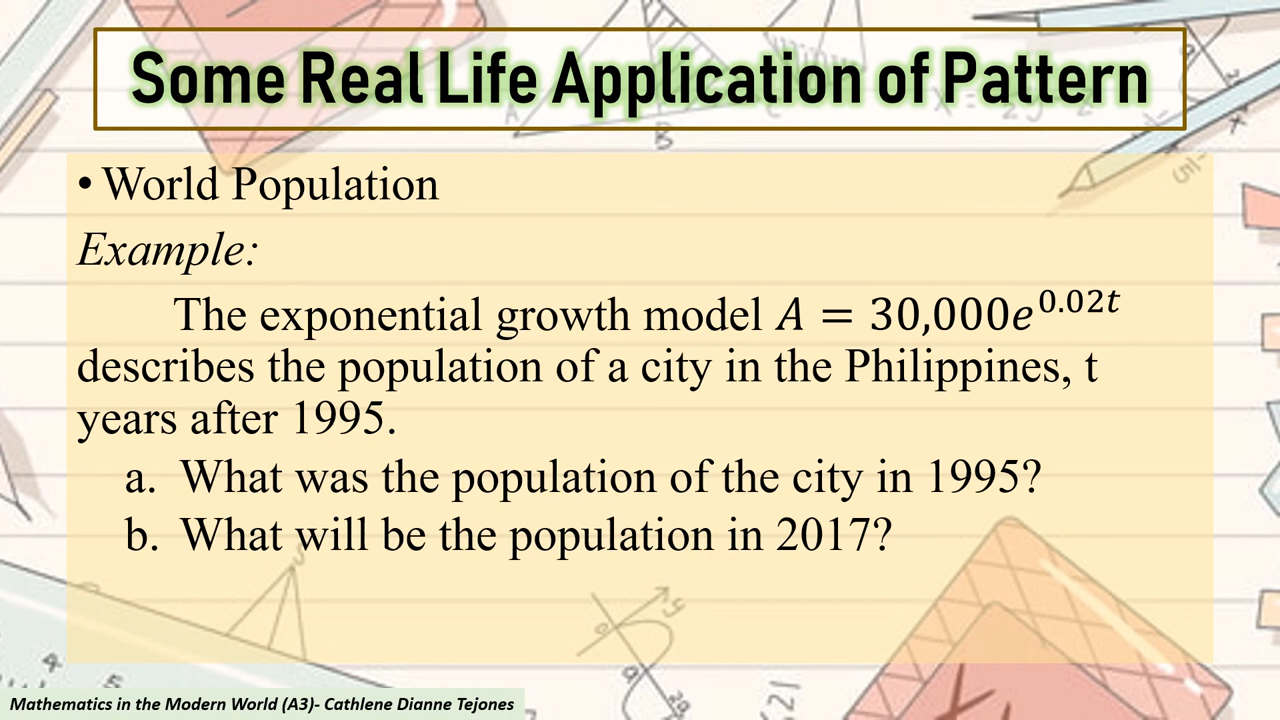 Some Real Life Application of Pattern
• World Population
Example:
The exponential growth model A = 30,000e^{0.02t}
describes the population of a city in the Philippines, t
years after 1995.
a. What was the population of the city in 1995?
b. What will be the population in 2017?
Mathematics in the Modern World (A3)- Cathlene Dianne Tejones